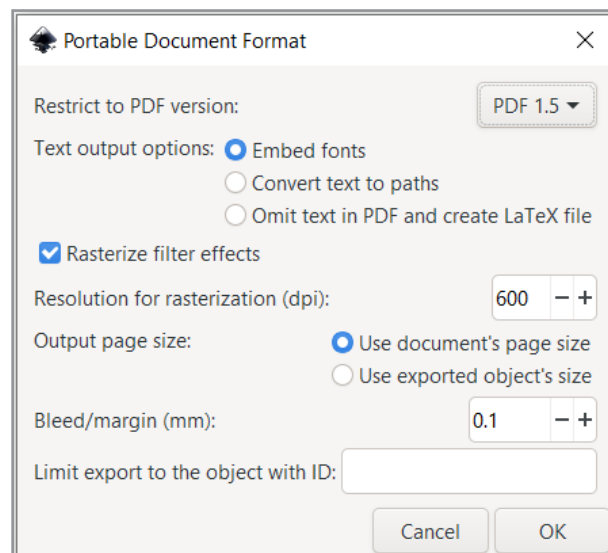 Portable Document Format
Restrict to PDF version: PDF 1.5
Text output options: Embed fonts
Convert text to paths
Omit text in PDF and create LaTeX file
Rasterize filter effects
Resolution for rasterization (dpi): 600
Output page size: Use document's page size
Use exported object's size
Bleed/margin (mm): 0.1
Limit export to the object with ID:
Cancel OK